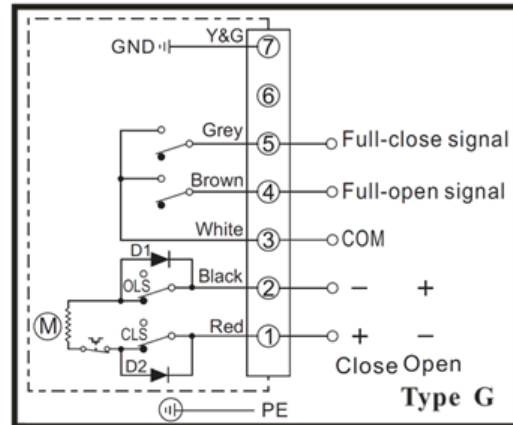 GND Y&G ⑦
⑥
Grey ⑤ Full-close signal
Brown ④ Full-open signal
White ③ COM
D1
OLS Black ② − +
M CLS Red ① + −
D2 Close Open
Type G
PE